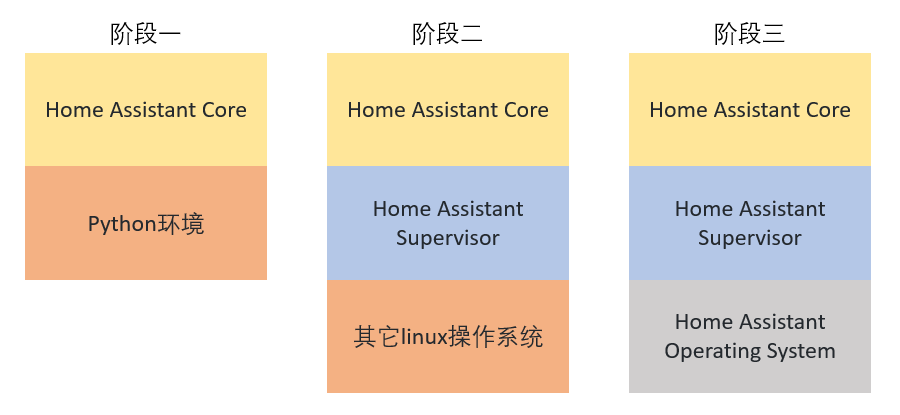 阶段一
Home Assistant Core
Python环境
阶段二
Home Assistant Core
Home Assistant
Supervisor
其它linux操作系统
阶段三
Home Assistant Core
Home Assistant
Supervisor
Home Assistant
Operating System